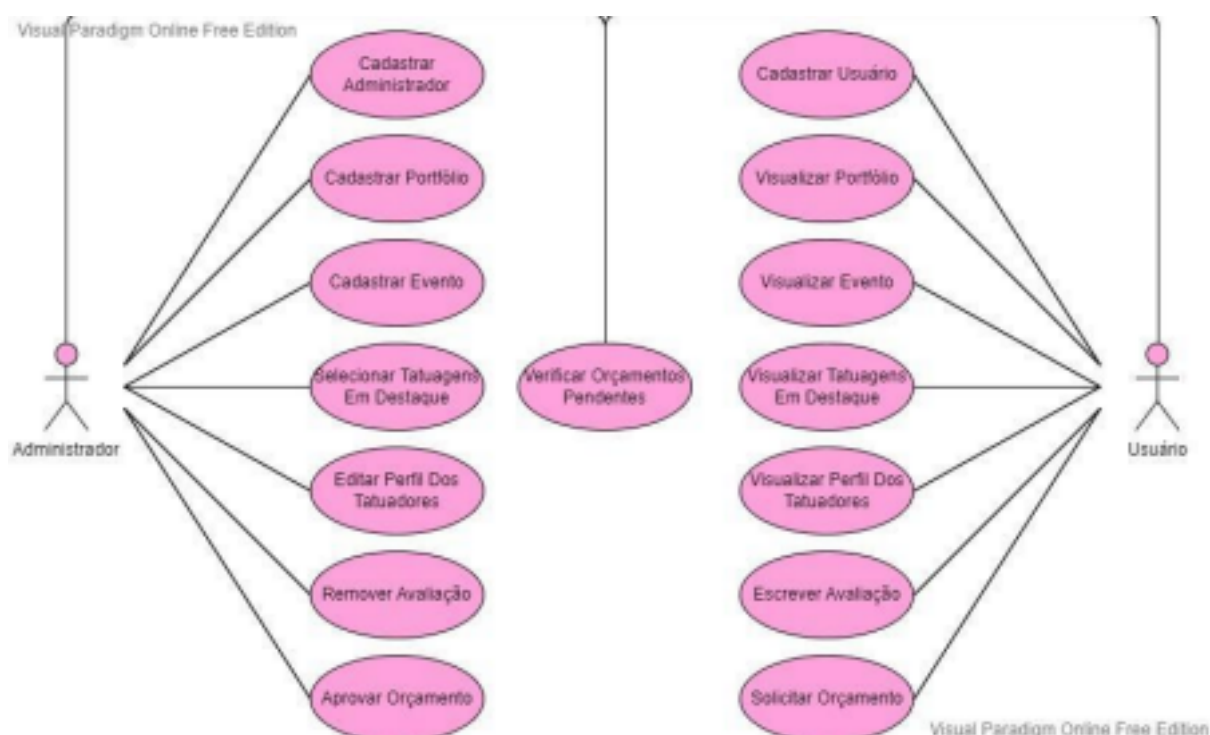 Visual Paradigm Online Free Edition
Cadastrar
Administrador
Cadastrar Portfólio
Cadastrar Evento
Selecionar Tatuagens
Em Destaque
Editar Perfil Dos
Tatuadores
Remover Avaliação
Aprovar Orçamento
Administrador
Verificar Orçamentos
Pendentes
Cadastrar Usuário
Visualizar Portfólio
Visualizar Evento
Visualizar Tatuagens
Em Destaque
Visualizar Perfil Dos
Tatuadores
Escrever Avaliação
Solicitar Orçamento
Usuário
Visual Paradigm Online Free Edition